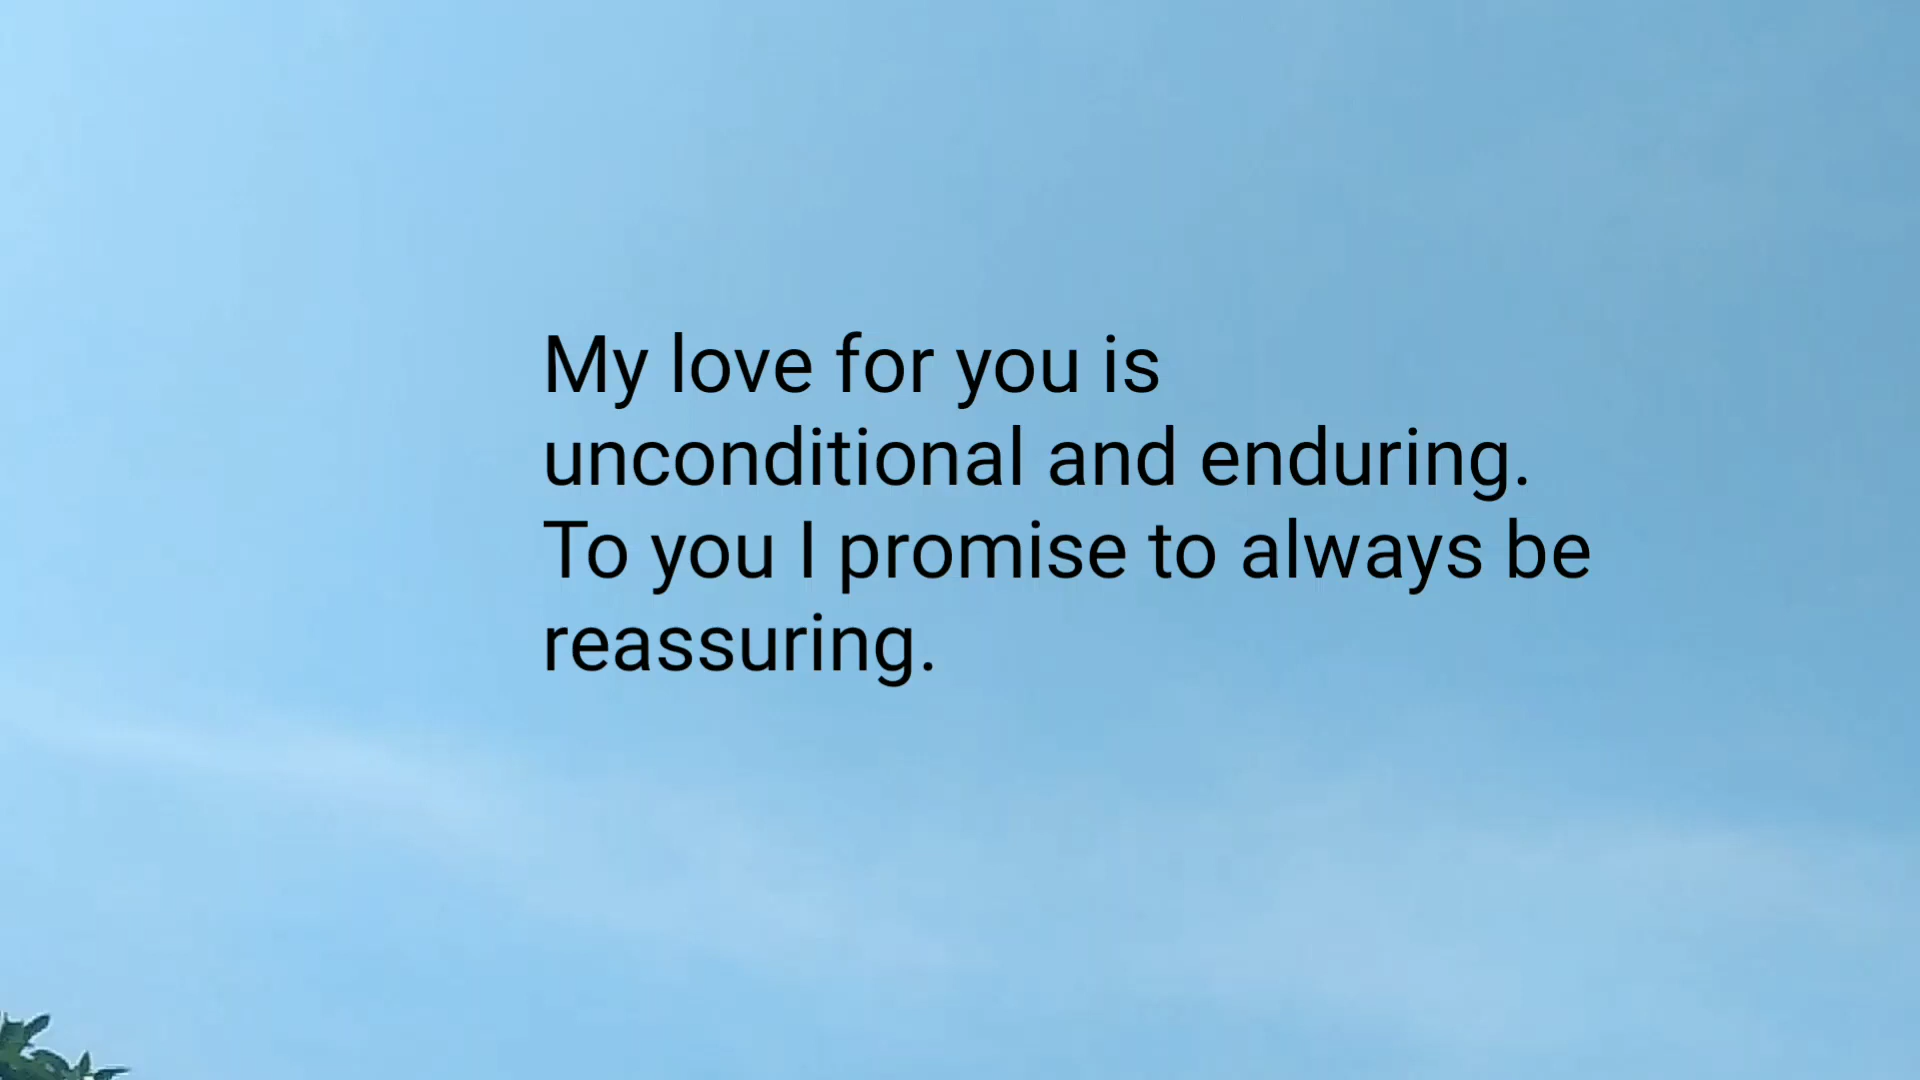 My love for you is
unconditional and enduring.
To you I promise to always be
reassuring.